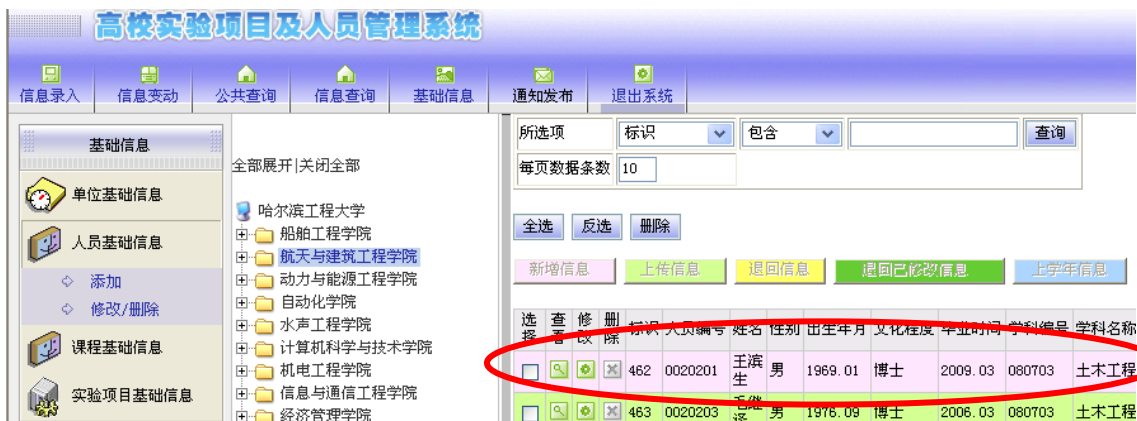 高校实验项目及人员管理系统
信息录入 信息变动 公共查询 信息查询 基础信息 通知发布 退出系统
基础信息
单位基础信息
人员基础信息
添加
修改/删除
课程基础信息
实验项目基础信息
全部展开|关闭全部
哈尔滨工程大学
船舶工程学院
航天与建筑工程学院
动力与能源工程学院
自动化学院
水声工程学院
计算机科学与技术学院
机电工程学院
信息与通信工程学院
经济管理学院
所选项 标识 包含 查询
每页数据条数 10
全选 反选 删除
新增信息 上传信息 退回信息 退回已修改信息 上学年信息
选择 查看 修改 删除 标识 人员编号 姓名 性别 出生年月 文化程度 毕业时间 学科编号 学科名称
462 0020201 王滨生 男 1969.01 博士 2009.03 080703 土木工程
463 0020203 毛继泽 男 1976.09 博士 2006.03 080703 土木工程